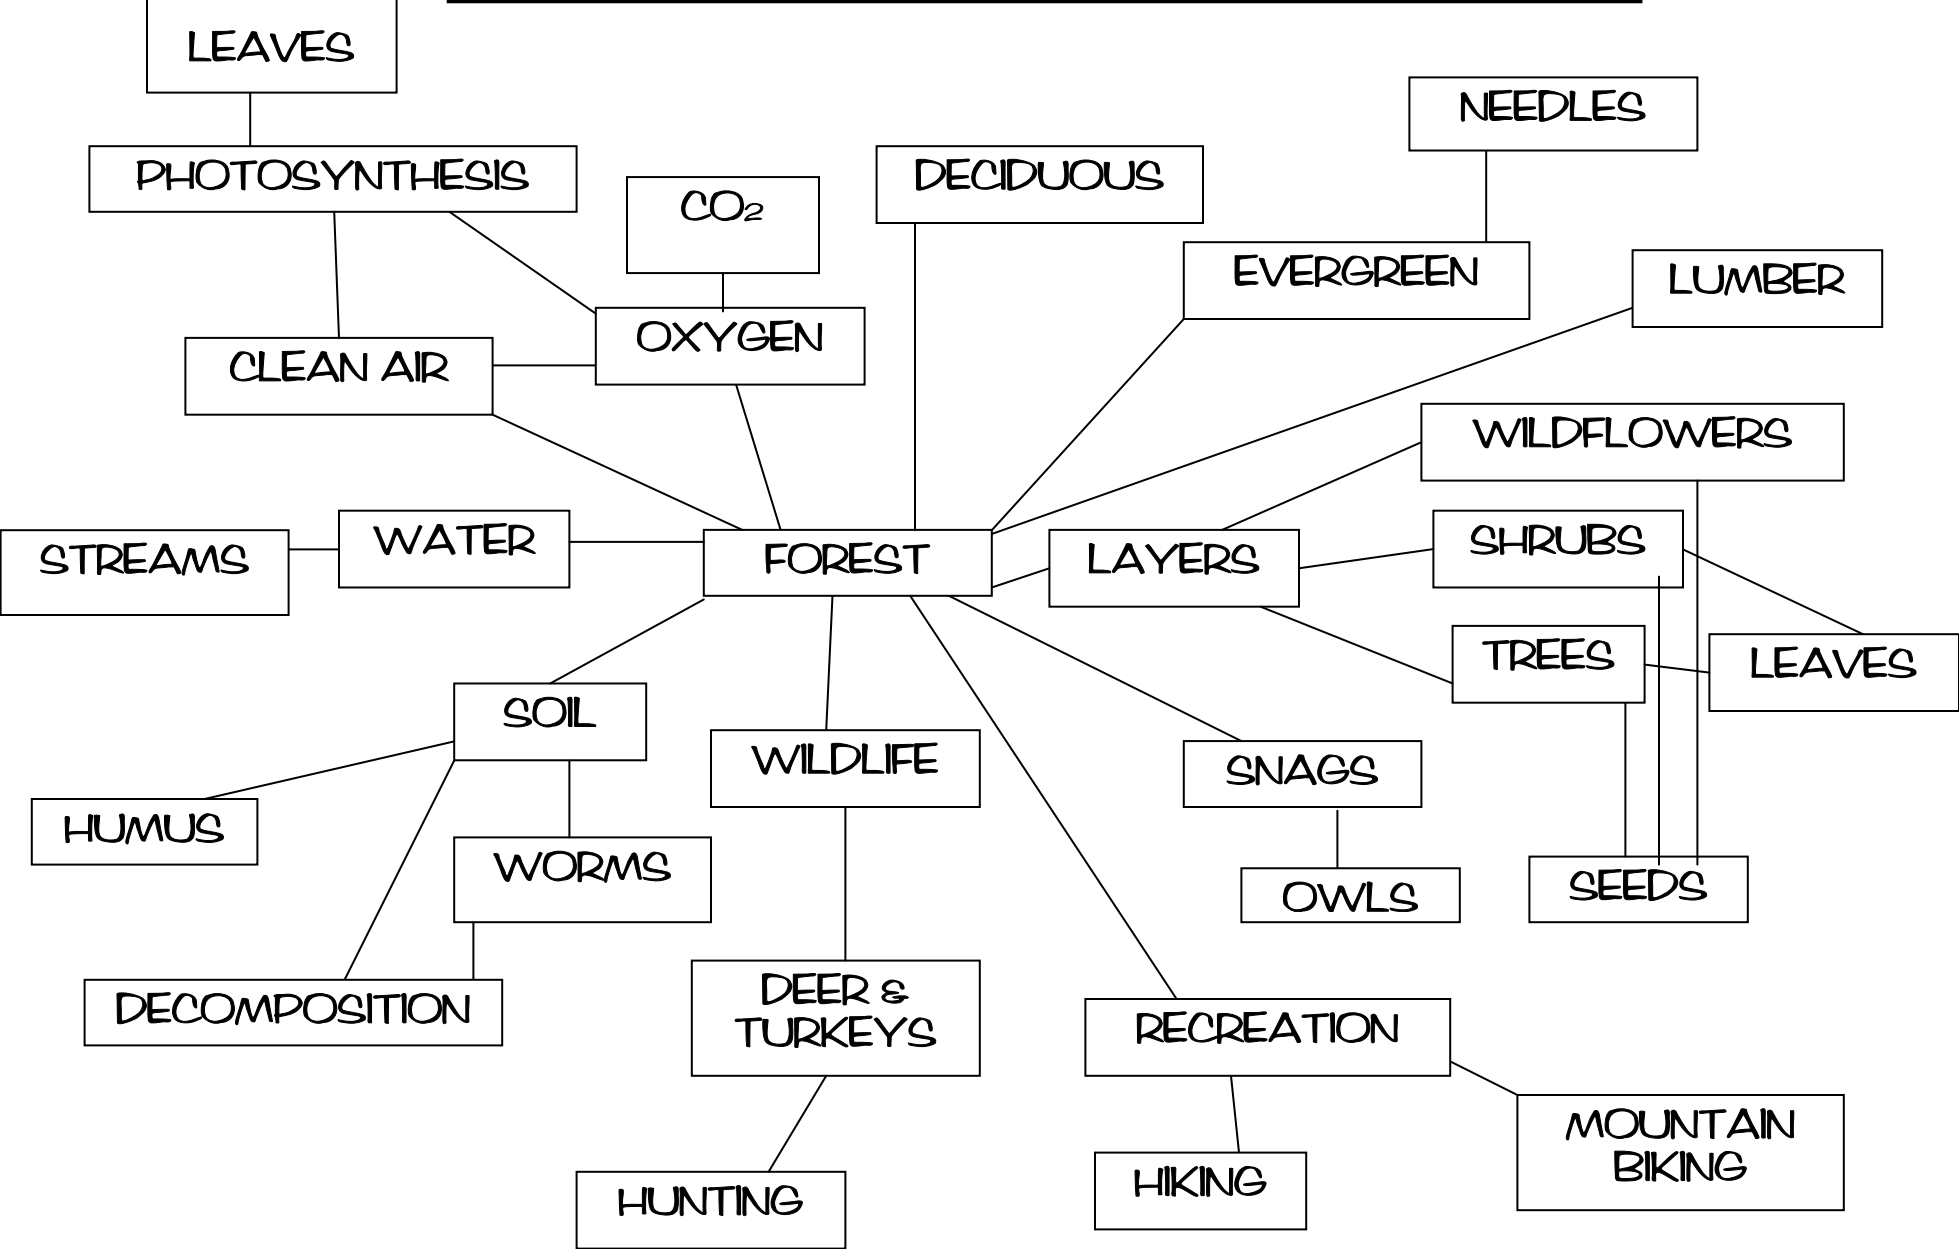 LEAVES
NEEDLES
PHOTOSYNTHESIS
DECIDUOUS
CO₂
EVERGREEN
LUMBER
OXYGEN
CLEAN AIR
WILDFLOWERS
WATER
SHRUBS
STREAMS
FOREST
LAYERS
TREES
LEAVES
SOIL
WILDLIFE
SNAGS
HUMUS
WORMS
SEEDS
OWLS
DECOMPOSITION
DEER &
TURKEYS
RECREATION
MOUNTAIN
BIKING
HIKING
HUNTING